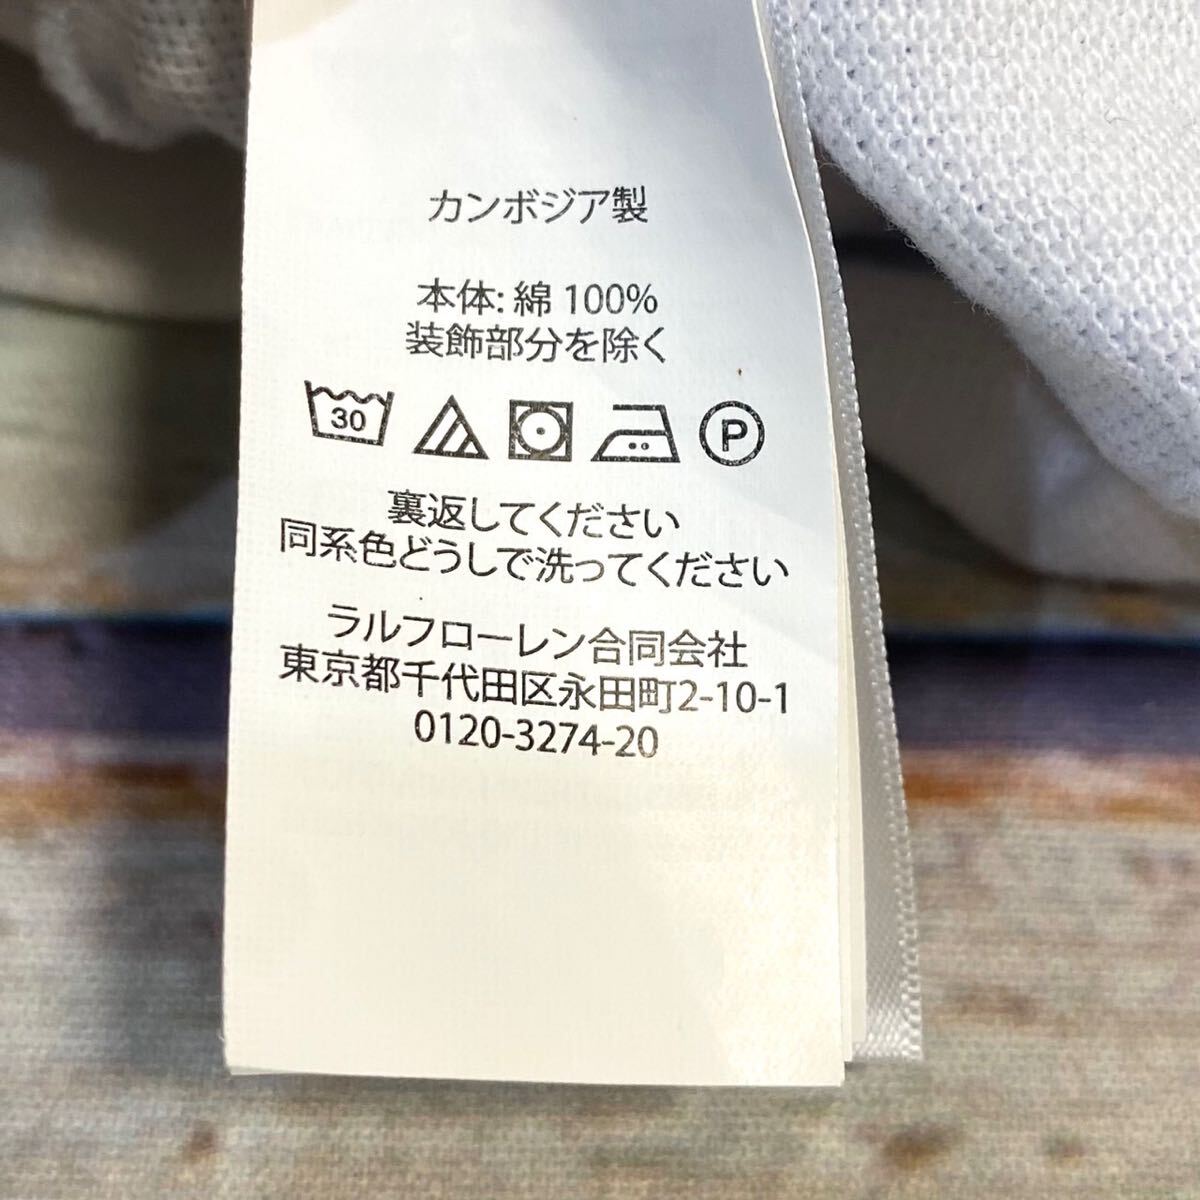 カンボジア製
本体: 綿 100%
装飾部分を除く
30 P
裏返してください
同系色どうしで洗ってください
ラルフローレン合同会社
東京都千代田区永田町2-10-1
0120-3274-20